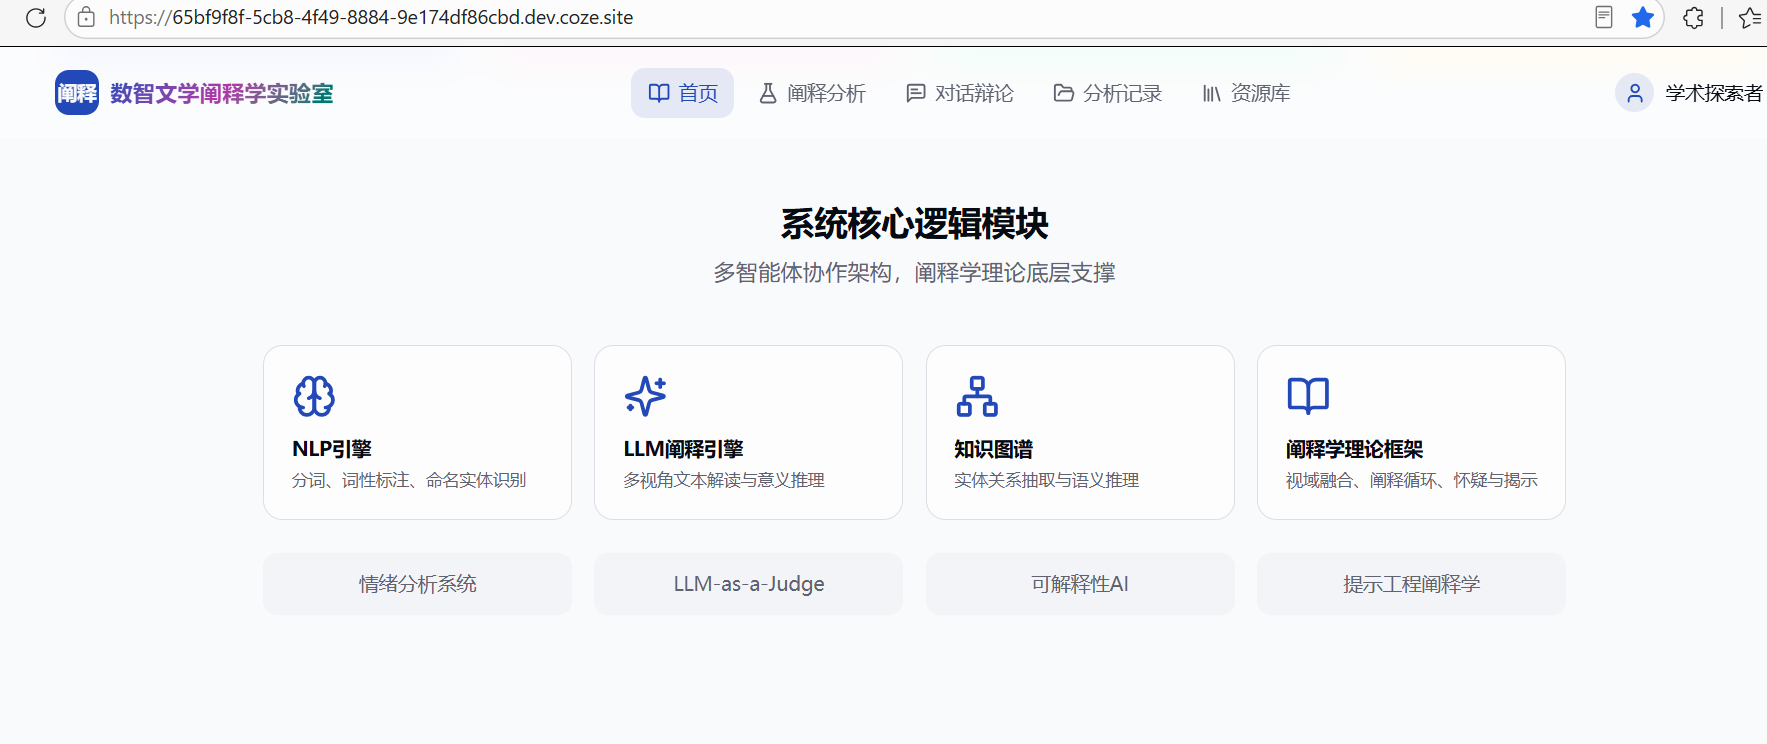 https://65bf9f8f-5cb8-4f49-8884-9e174df86cbd.dev.coze.site
阐释 数智文学阐释学实验室 首页 阐释分析 对话辩论 分析记录 资源库 学术探索者
系统核心逻辑模块
多智能体协作架构，阐释学理论底层支撑
NLP引擎
分词、词性标注、命名实体识别
LLM阐释引擎
多视角文本解读与意义推理
知识图谱
实体关系抽取与语义推理
阐释学理论框架
视域融合、阐释循环、怀疑与揭示
情绪分析系统
LLM-as-a-Judge
可解释性AI
提示工程阐释学